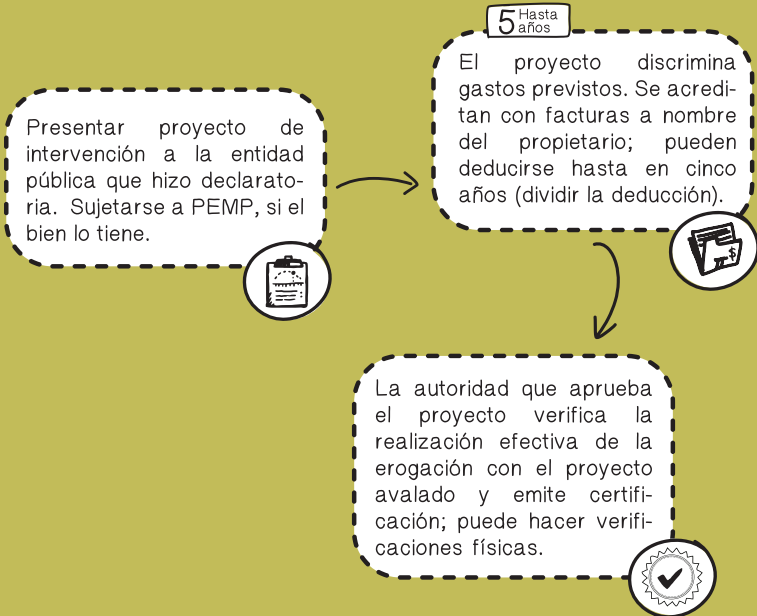 Presentar proyecto de
intervención a la entidad
pública que hizo declarato-
ria. Sujetarse a PEMP, si el
bien lo tiene.
5 Hasta
años
El proyecto discrimina
gastos previstos. Se acredi-
tan con facturas a nombre
del propietario; pueden
deducirse hasta en cinco
años (dividir la deducción).
$
La autoridad que aprueba
el proyecto verifica la
realización efectiva de la
erogación con el proyecto
avalado y emite certifi-
cación; puede hacer verifi-
caciones físicas.